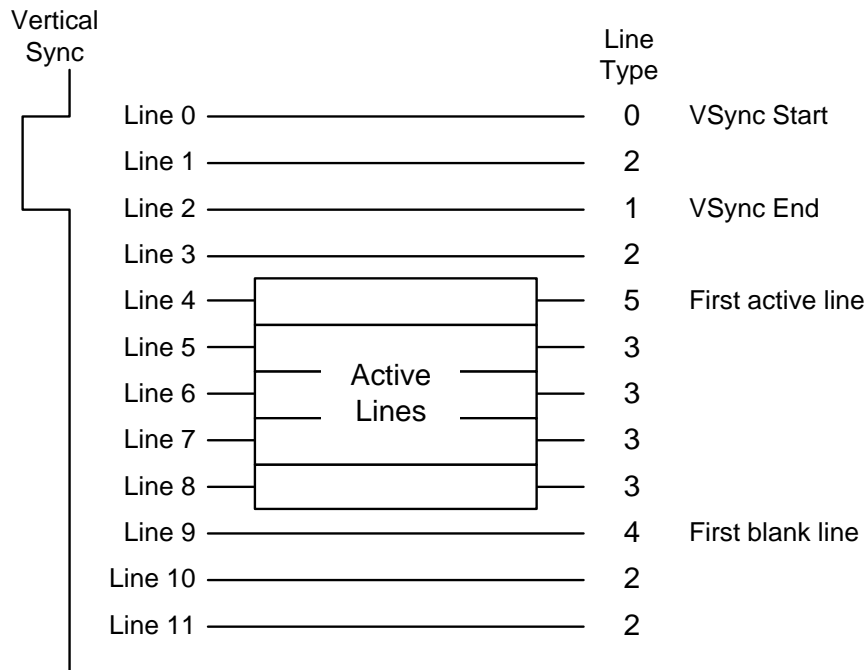 Vertical
Sync
Line
Type
Line 0 0 VSync Start
Line 1 2
Line 2 1 VSync End
Line 3 2
Line 4 5 First active line
Line 5 3
Active
Line 6 3
Lines
Line 7 3
Line 8 3
Line 9 4 First blank line
Line 10 2
Line 11 2